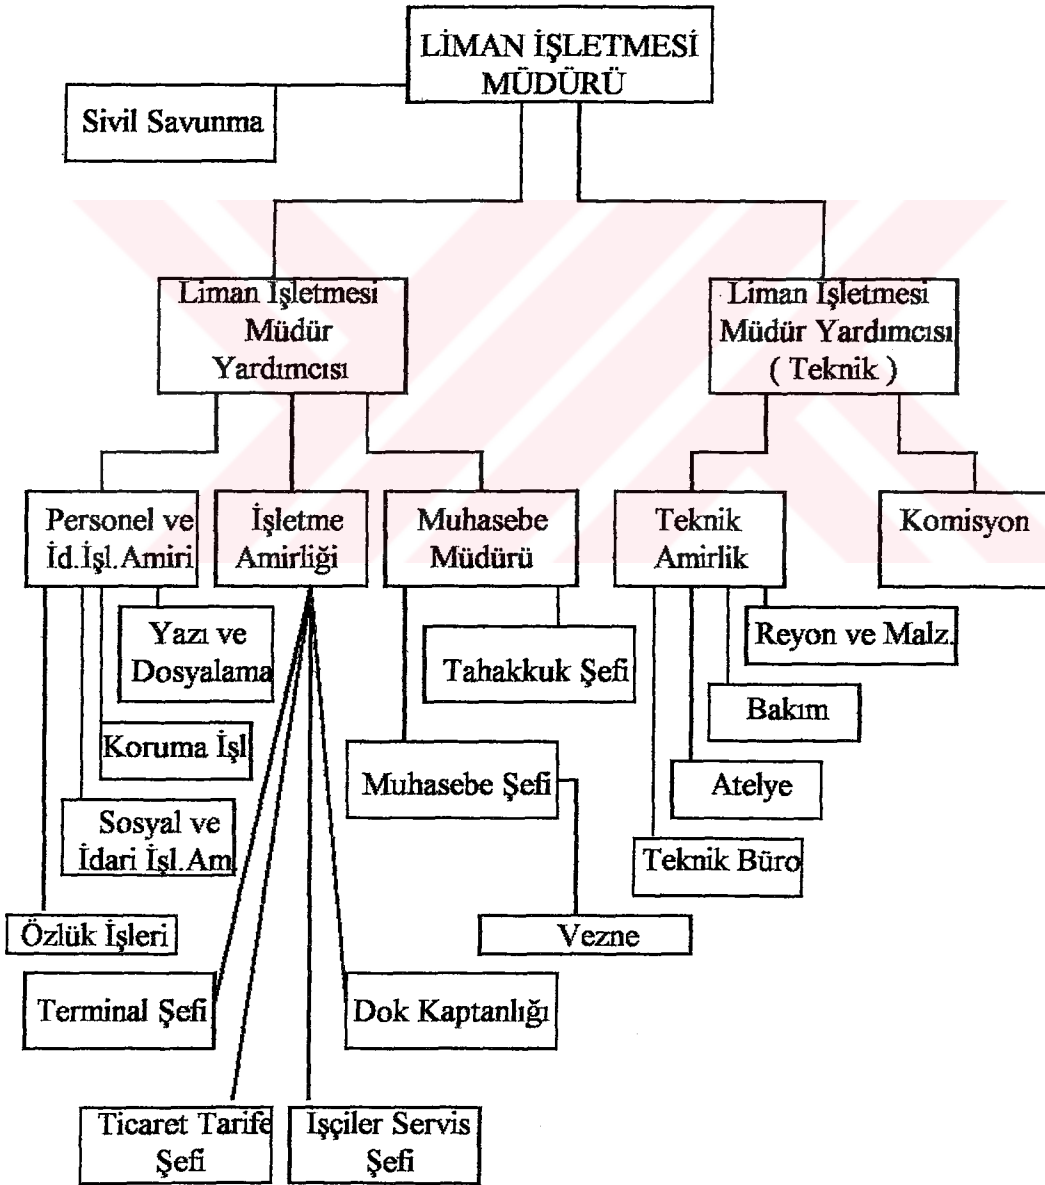 LİMAN İŞLETMESİ
MÜDÜRÜ
Sivil Savunma
Liman İşletmesi
Müdür
Yardımcısı
Liman İşletmesi
Müdür Yardımcısı
( Teknik )
Personel ve
İd.İşl.Amiri
İşletme
Amirliği
Muhasebe
Müdürü
Teknik
Amirlik
Komisyon
Yazı ve
Dosyalama
Tahakkuk Şefi
Reyon ve Malz.
Koruma İşl
Bakım
Muhasebe Şefi
Atelye
Sosyal ve
İdari İşl.Am.
Teknik Büro
Özlük İşleri
Vezne
Terminal Şefi
Dok Kaptanlığı
Ticaret Tarife
Şefi
İşçiler Servis
Şefi